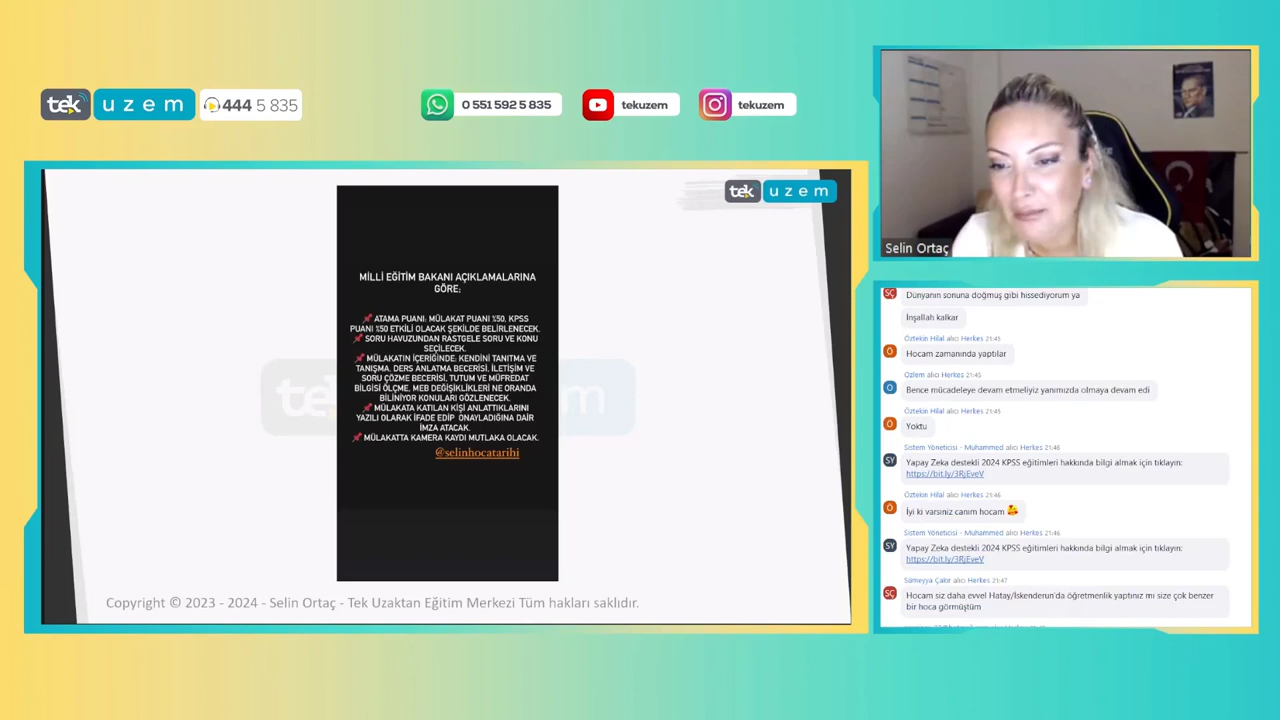 tek uzem 444 5 835
0 551 592 5 835
tekuzem
tekuzem
tek uzem
MİLLİ EĞİTİM BAKANI AÇIKLAMALARINA
GÖRE;
📌 ATAMA PUANI: MÜLAKAT PUANI %50, KPSS
PUANI %50 ETKİLİ OLACAK ŞEKİLDE BELİRLENECEK.
📌 SORU HAVUZUNDAN RASTGELE SORU VE KONU
SEÇİLECEK.
📌 MÜLAKATIN İÇERİĞİNDE: KENDİNİ TANITMA VE
TANIŞMA, DERS ANLATMA BECERİSİ, İLETİŞİM VE
SORU ÇÖZME BECERİSİ, TUTUM VE MÜFREDAT
BİLGİSİ ÖLÇME, MEB DEĞİŞİKLİKLERİ NE ORANDA
BİLİNİYOR KONULARI GÖZLENECEK.
📌 MÜLAKATA KATILAN KİŞİ ANLATTIKLARINI
YAZILI OLARAK İFADE EDİP ONAYLADIĞINA DAİR
İMZA ATACAK.
📌 MÜLAKATTA KAMERA KAYDI MUTLAKA OLACAK.
@selinhocatarihi
Copyright © 2023 - 2024 - Selin Ortaç - Tek Uzaktan Eğitim Merkezi Tüm hakları saklıdır.
Selin Ortaç
SÇ Dünyanın sonuna doğmuş gibi hissediyorum ya
İnşallah kalkar
Öztekin Hilal alıcı Herkes 21:45
Ö Hocam zamanında yaptılar
Özlem alıcı Herkes 21:45
Ö Bence mücadeleye devam etmeliyiz yanımızda olmaya devam edi
Öztekin Hilal alıcı Herkes 21:45
Ö Yoktu
Sistem Yöneticisi - Muhammed alıcı Herkes 21:46
SY Yapay Zeka destekli 2024 KPSS eğitimleri hakkında bilgi almak için tıklayın:
https://bit.ly/3RjEveV
Öztekin Hilal alıcı Herkes 21:46
Ö İyi ki varsınız canım hocam 🥰
Sistem Yöneticisi - Muhammed alıcı Herkes 21:46
SY Yapay Zeka destekli 2024 KPSS eğitimleri hakkında bilgi almak için tıklayın:
https://bit.ly/3RjEveV
Sümeyya Çakır alıcı Herkes 21:47
SÇ Hocam siz daha evvel Hatay/İskenderun'da öğretmenlik yaptınız mı size çok benzer
bir hoca görmüştüm